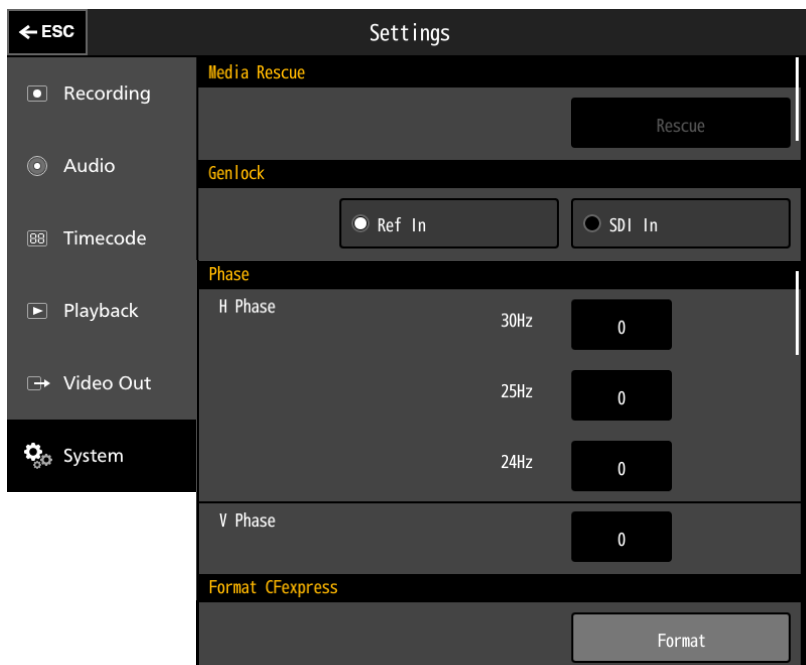 ← ESC
Settings
Recording
Audio
88 Timecode
Playback
Video Out
System
Media Rescue
Rescue
Genlock
Ref In
SDI In
Phase
H Phase
30Hz 0
25Hz 0
24Hz 0
V Phase
0
Format CFexpress
Format